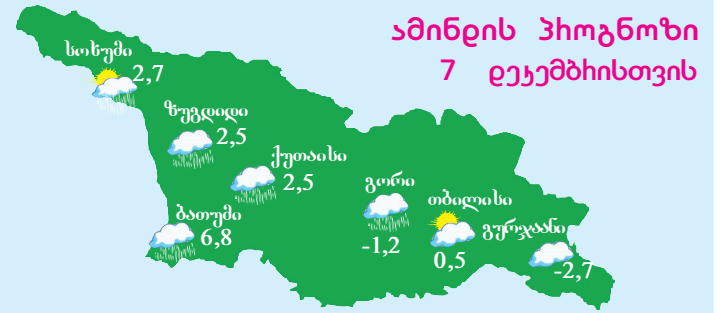 ამინდის პროგნოზი
7 დეკემბრისთვის
სოხუმი
2,7
ზუგდიდი
2,5
ქუთაისი
2,5
გორი
-1,2
თბილისი
0,5
გურჯაანი
-2,7
ბათუმი
6,8